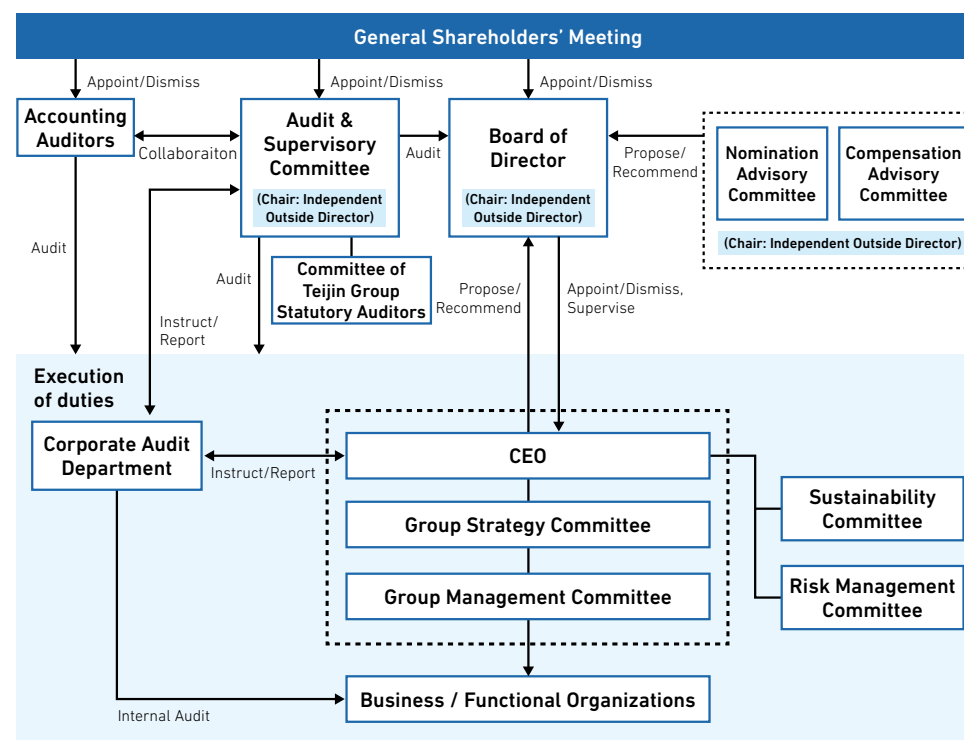 General Shareholders’ Meeting
Appoint/Dismiss
Appoint/Dismiss
Appoint/Dismiss
Accounting
Auditors
Collaboraiton
Audit &
Supervisory
Committee
(Chair: Independent
Outside Director)
Audit
Board of
Director
(Chair: Independent
Outside Director)
Propose/
Recommend
Nomination
Advisory
Committee
Compensation
Advisory
Committee
(Chair: Independent Outside Director)
Audit
Instruct/
Report
Audit
Committee of
Teijin Group
Statutory Auditors
Propose/
Recommend
Appoint/Dismiss,
Supervise
Execution
of duties
Corporate Audit
Department
Instruct/Report
CEO
Group Strategy Committee
Group Management Committee
Sustainability
Committee
Risk Management
Committee
Business / Functional Organizations
Internal Audit